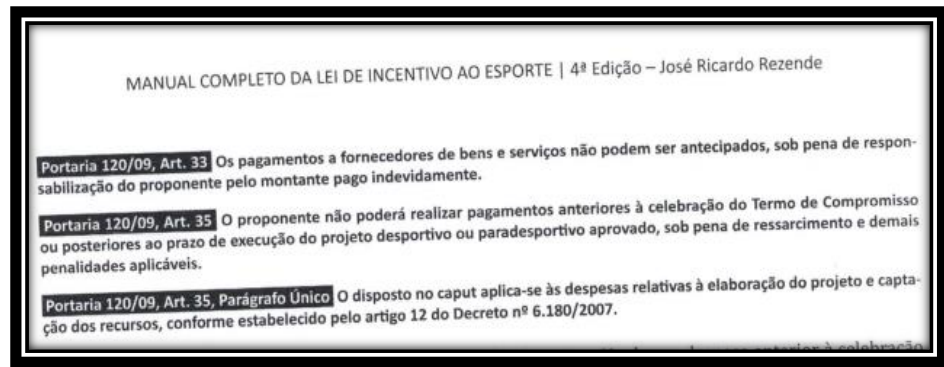 MANUAL COMPLETO DA LEI DE INCENTIVO AO ESPORTE | 4ª Edição – José Ricardo Rezende
Portaria 120/09, Art. 33 Os pagamentos a fornecedores de bens e serviços não podem ser antecipados, sob pena de respon-
sabilização do proponente pelo montante pago indevidamente.
Portaria 120/09, Art. 35 O proponente não poderá realizar pagamentos anteriores à celebração do Termo de Compromisso
ou posteriores ao prazo de execução do projeto desportivo ou paradesportivo aprovado, sob pena de ressarcimento e demais
penalidades aplicáveis.
Portaria 120/09, Art. 35, Parágrafo Único O disposto no caput aplica-se às despesas relativas à elaboração do projeto e capta-
ção dos recursos, conforme estabelecido pelo artigo 12 do Decreto nº 6.180/2007.
anterior à celebração